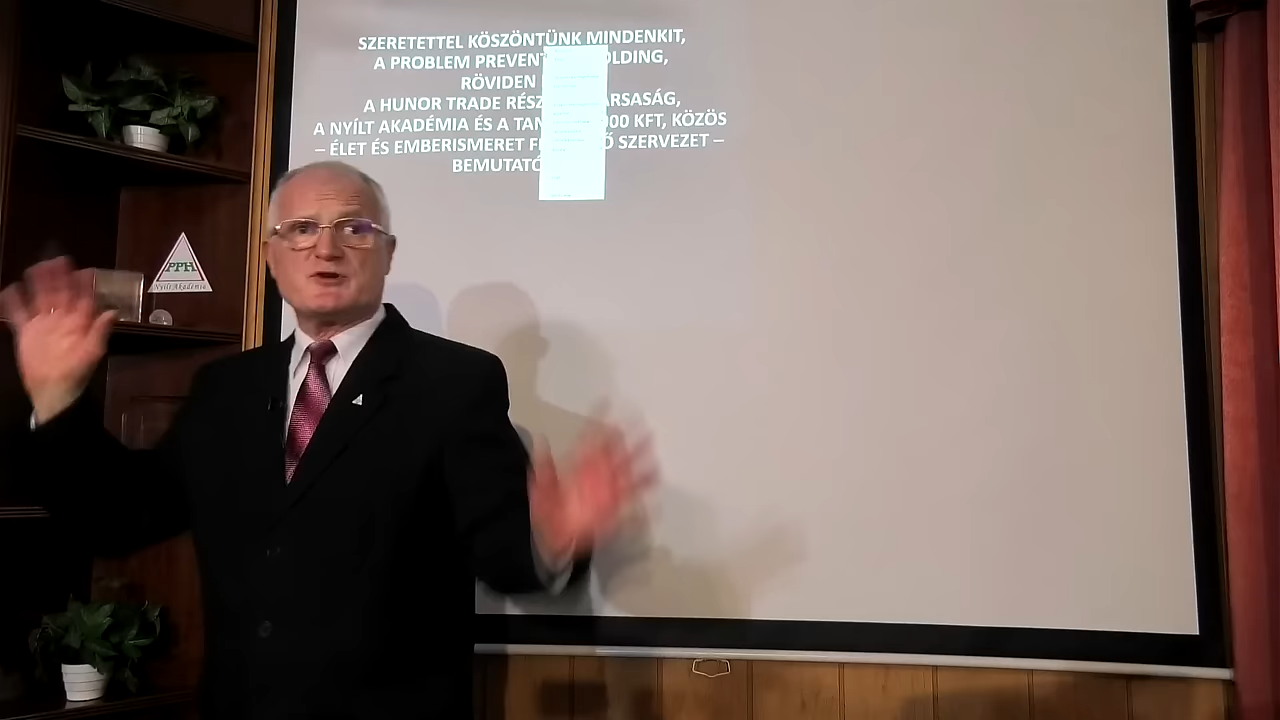 SZERETETTEL KÖSZÖNTÜNK MINDENKIT,
A PROBLEM PREVENT OLDING,
RÖVIDEN
A HUNOR TRADE RÉSZ ÁRSASÁG,
A NYÍLT AKADÉMIA ÉS A TAN 000 KFT, KÖZÖS
– ÉLET ÉS EMBERISMERET F Ő SZERVEZET –
BEMUTATÓ
PPH
Nyílt Akadémia